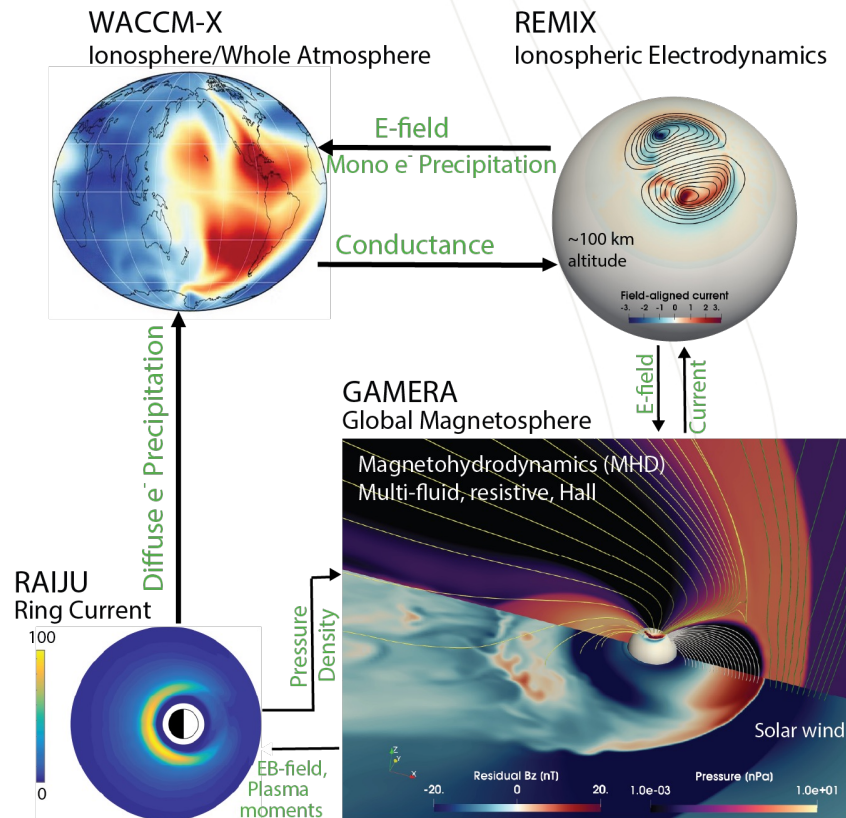 WACCM-X
Ionosphere/Whole Atmosphere
REMIX
Ionospheric Electrodynamics
E-field
Mono e⁻ Precipitation
Conductance
~100 km
altitude
Field-aligned current
-3. -2 -1 0 1 2 3.
Diffuse e⁻ Precipitation
E-field
Current
GAMERA
Global Magnetosphere
Magnetohydrodynamics (MHD)
Multi-fluid, resistive, Hall
RAIJU
Ring Current
100
0
Pressure
Density
EB-field,
Plasma
moments
Solar wind
Z
Y
X
Residual Bz (nT)
-20. 0 20.
Pressure (nPa)
1.0e-03 1.0e+01